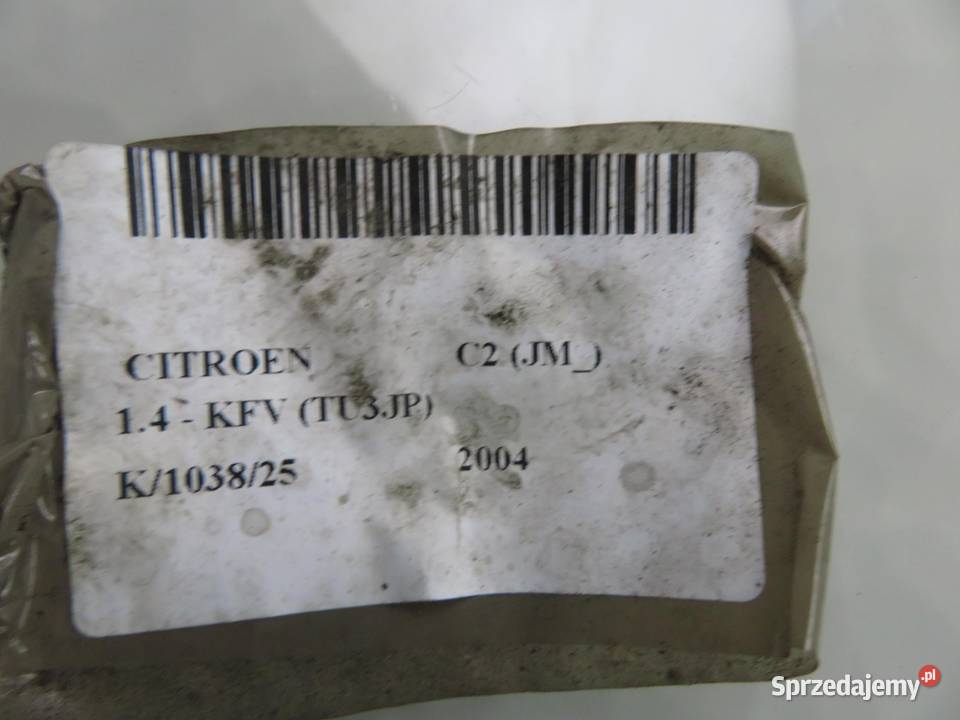 CITROEN C2 (JM_)
1.4 - KFV (TU3JP)
K/1038/25 2004
Sprzedajemy.pl